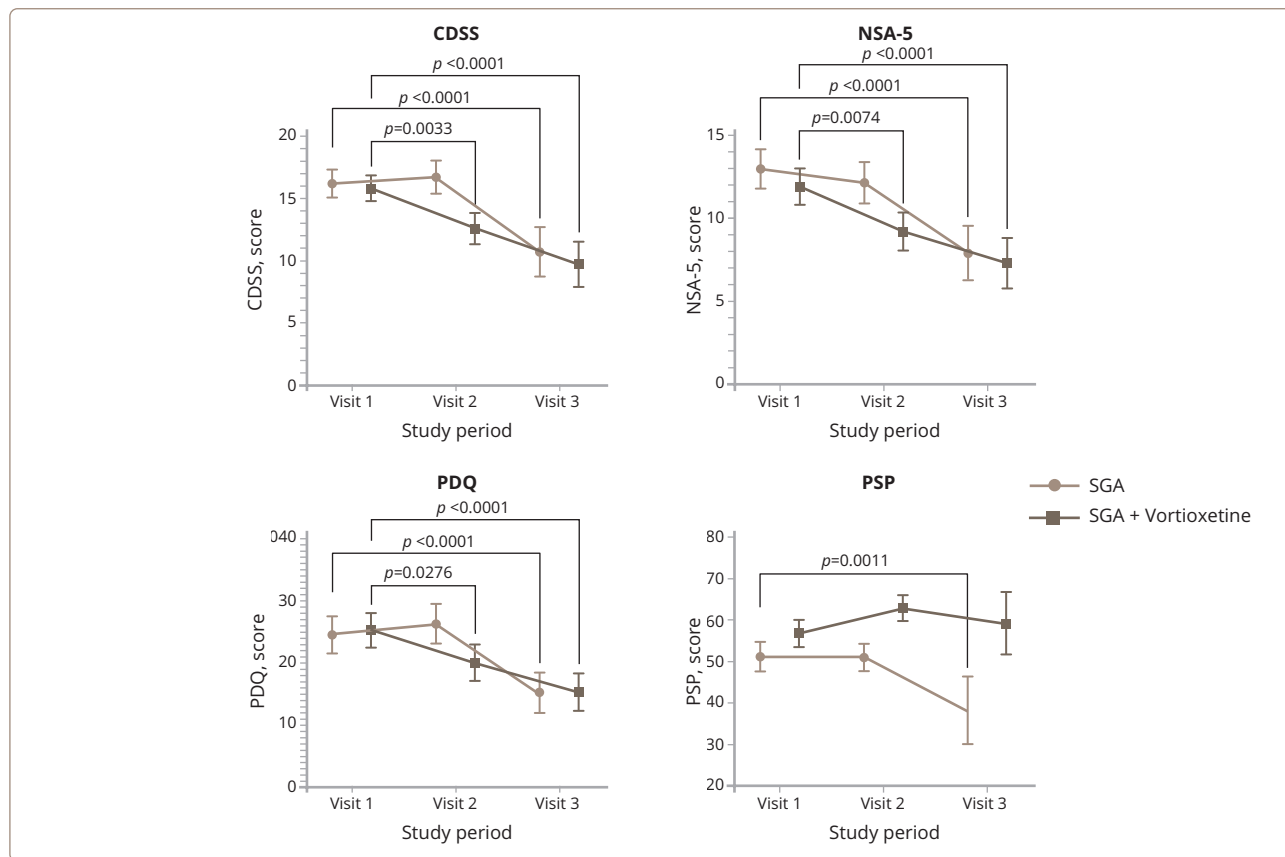 CDSS
p <0.0001
p <0.0001
p=0.0033
20
15
10
5
0
CDSS, score
Visit 1 Visit 2 Visit 3
Study period
NSA-5
p <0.0001
p <0.0001
p=0.0074
15
10
5
0
NSA-5, score
Visit 1 Visit 2 Visit 3
Study period
PDQ
p <0.0001
p <0.0001
p=0.0276
040
30
20
10
0
PDQ, score
Visit 1 Visit 2 Visit 3
Study period
PSP
p=0.0011
80
70
60
50
40
30
20
PSP, score
Visit 1 Visit 2 Visit 3
Study period
SGA
SGA + Vortioxetine